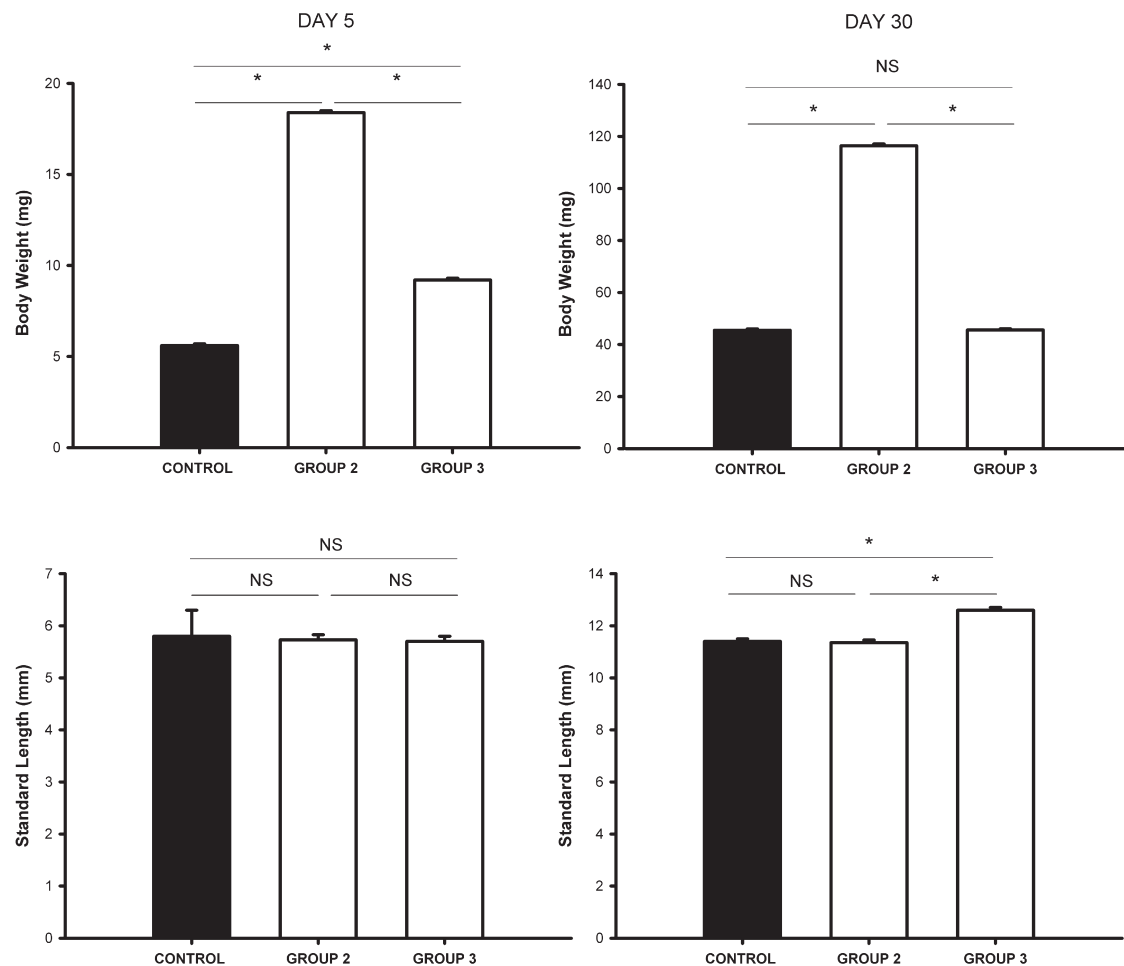 DAY 5
*
*
*
20
15
10
5
0
Body Weight (mg)
CONTROL
GROUP 2
GROUP 3
DAY 30
NS
*
*
140
120
100
80
60
40
20
0
Body Weight (mg)
CONTROL
GROUP 2
GROUP 3
NS
NS
NS
7
6
5
4
3
2
1
0
Standard Length (mm)
CONTROL
GROUP 2
GROUP 3
*
NS
*
14
12
10
8
6
4
2
0
Standard Length (mm)
CONTROL
GROUP 2
GROUP 3